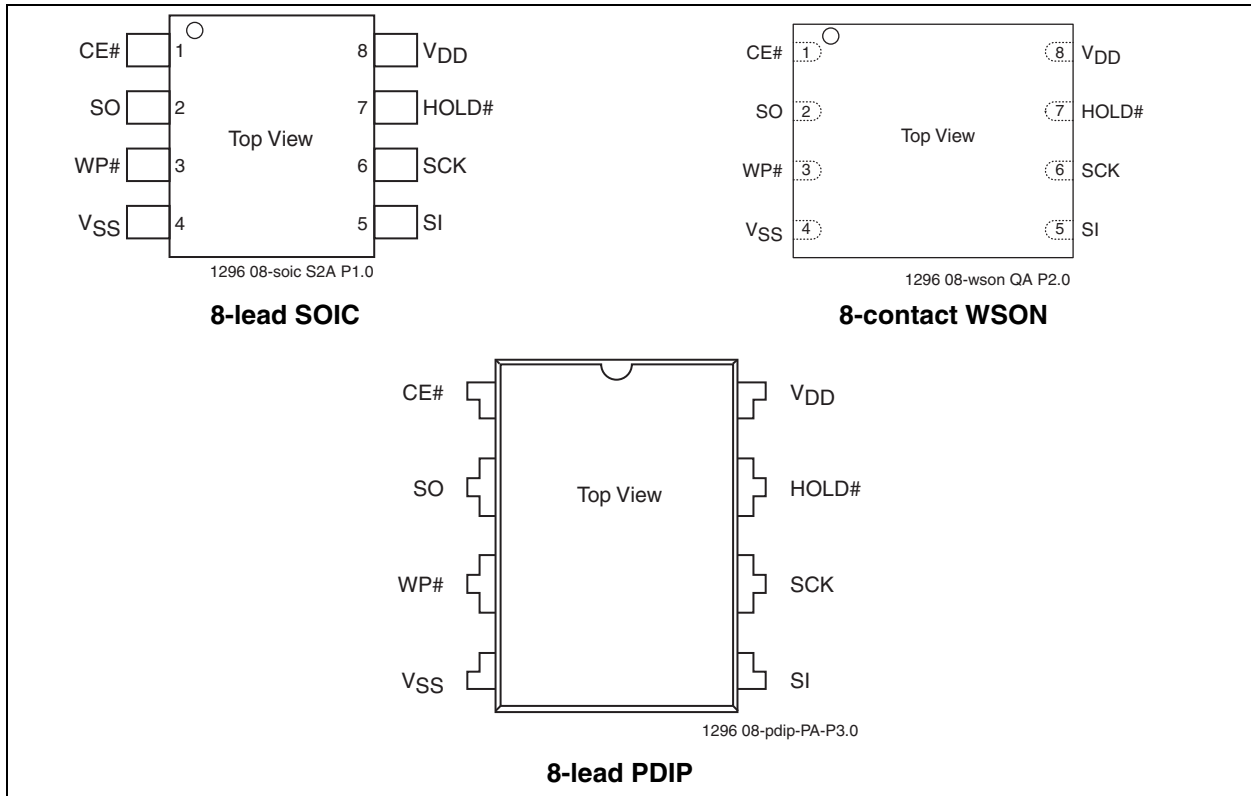 CE# 1 8 VDD
SO 2 7 HOLD#
Top View
WP# 3 6 SCK
VSS 4 5 SI
1296 08-soic S2A P1.0
8-lead SOIC
CE# 1 8 VDD
SO 2 7 HOLD#
Top View
WP# 3 6 SCK
VSS 4 5 SI
1296 08-wson QA P2.0
8-contact WSON
CE# VDD
SO Top View HOLD#
WP# SCK
VSS SI
1296 08-pdip-PA-P3.0
8-lead PDIP